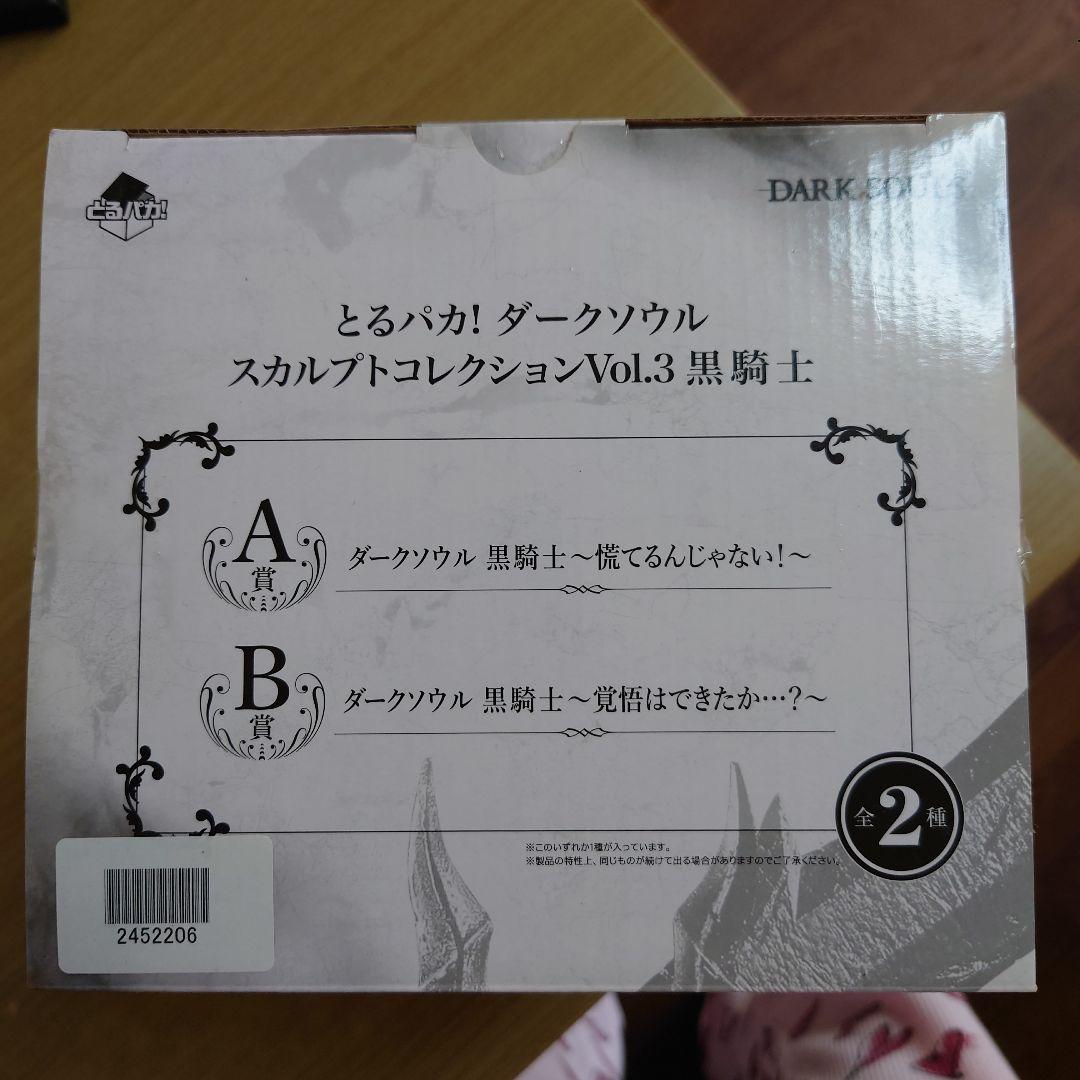 とるパカ!
DARK SOULS
とるパカ! ダークソウル
スカルプトコレクションVol.3 黒騎士
A賞
ダークソウル 黒騎士～慌てるんじゃない!～
B賞
ダークソウル 黒騎士～覚悟はできたか…?～
全2種
※このいずれか1種が入っています。
※製品の特性上、同じものが続けて出る場合がありますのでご了承ください。
2452206